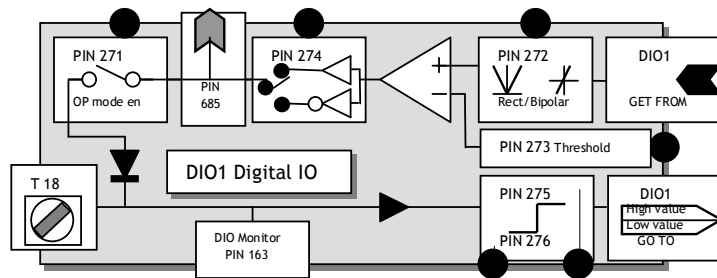 PIN 271
OP mode en
PIN
685
PIN 274
PIN 272
Rect/Bipolar
DIO1
GET FROM
PIN 273 Threshold
T 18
DIO1 Digital IO
DIO Monitor
PIN 163
PIN 275
PIN 276
DIO1
High value
Low value
GO TO